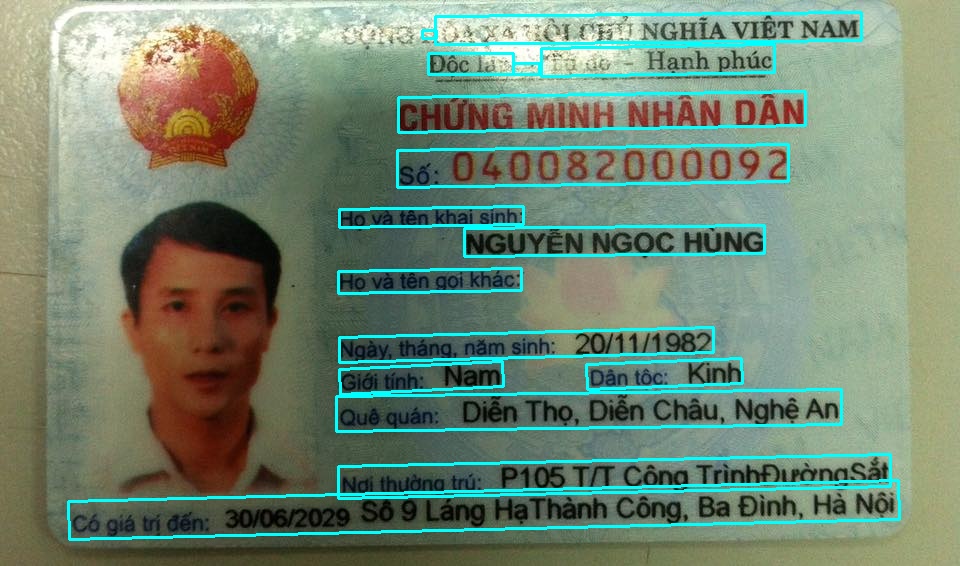 CỘNG HÒA XÃ HỘI CHỦ NGHĨA VIỆT NAM
Độc lập - Tự do - Hạnh phúc
CHỨNG MINH NHÂN DÂN
Số: 040082000092
Họ và tên khai sinh:
NGUYỄN NGỌC HÙNG
Họ và tên gọi khác:
Ngày, tháng, năm sinh: 20/11/1982
Giới tính: Nam Dân tộc: Kinh
Quê quán: Diễn Thọ, Diễn Châu, Nghệ An
Nơi thường trú: P105 T/T Công TrìnhĐườngSắt
Có giá trị đến: 30/06/2029 Số 9 Láng HạThành Công, Ba Đình, Hà Nội
VIỆT NAM